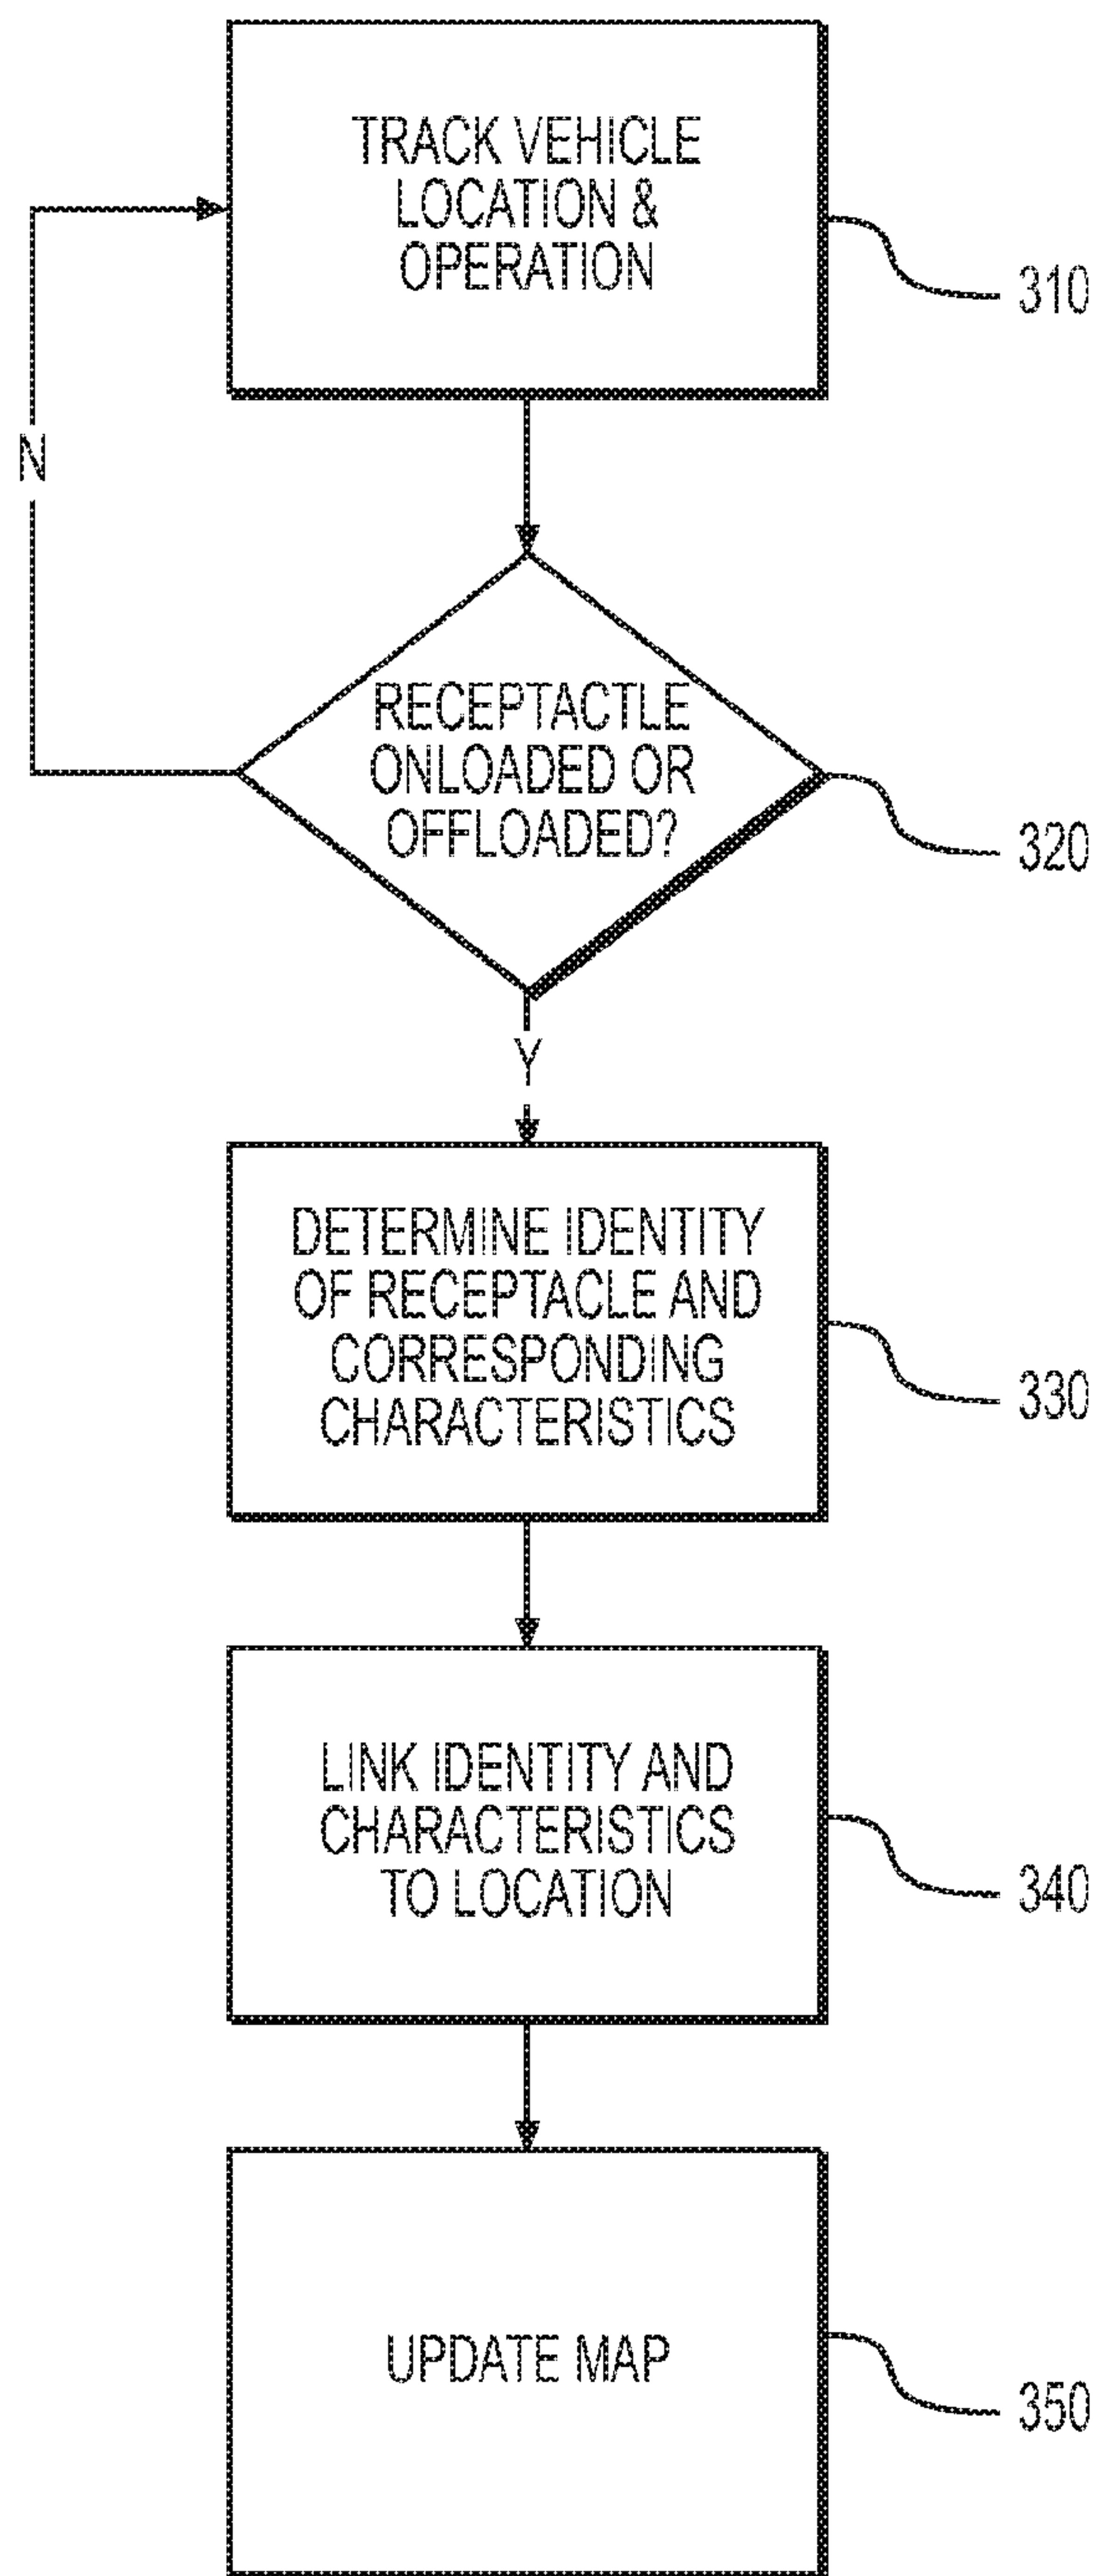 TRACK VEHICLE
LOCATION &
OPERATION
310
N
RECEPTACTLE
ONLOADED OR
OFFLOADED?
320
Y
DETERMINE IDENTITY
OF RECEPTACLE AND
CORRESPONDING
CHARACTERISTICS
330
LINK IDENTITY AND
CHARACTERISTICS
TO LOCATION
340
UPDATE MAP
350